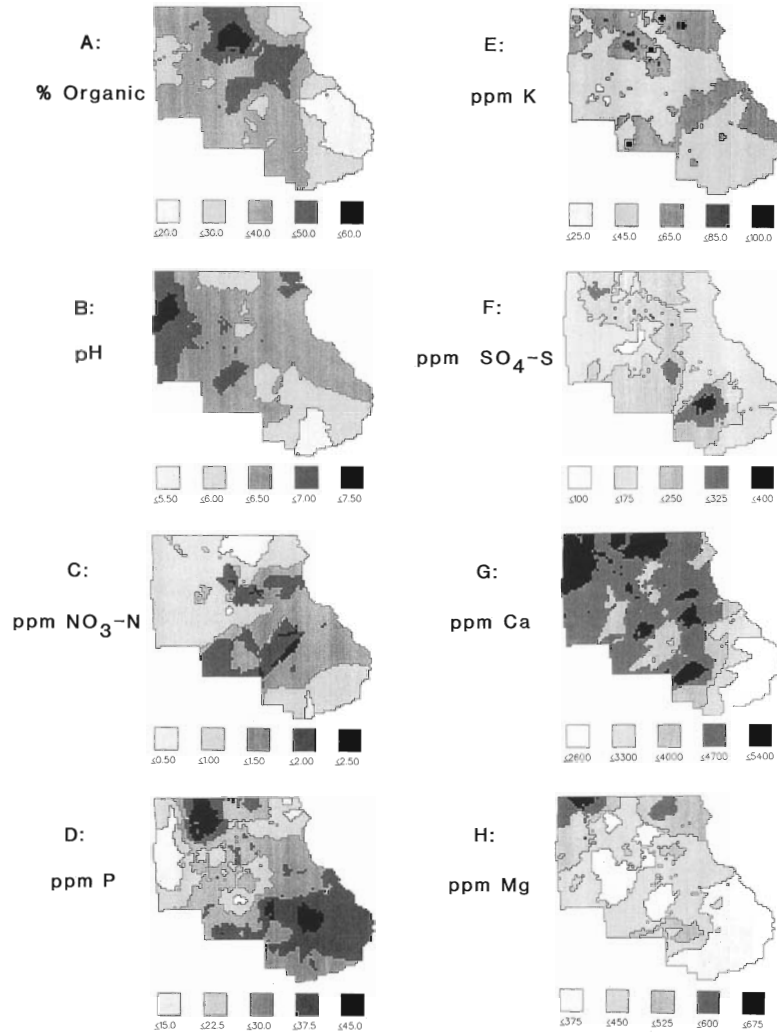 A:
% Organic
≤20.0 ≤30.0 ≤40.0 ≤50.0 ≤60.0
B:
pH
≤5.50 ≤6.00 ≤6.50 ≤7.00 ≤7.50
C:
ppm NO3-N
≤0.50 ≤1.00 ≤1.50 ≤2.00 ≤2.50
D:
ppm P
≤15.0 ≤22.5 ≤30.0 ≤37.5 ≤45.0
E:
ppm K
≤25.0 ≤45.0 ≤65.0 ≤85.0 ≤100.0
F:
ppm SO4-S
≤100 ≤175 ≤250 ≤325 ≤400
G:
ppm Ca
≤2600 ≤3300 ≤4000 ≤4700 ≤5400
H:
ppm Mg
≤375 ≤450 ≤525 ≤600 ≤675